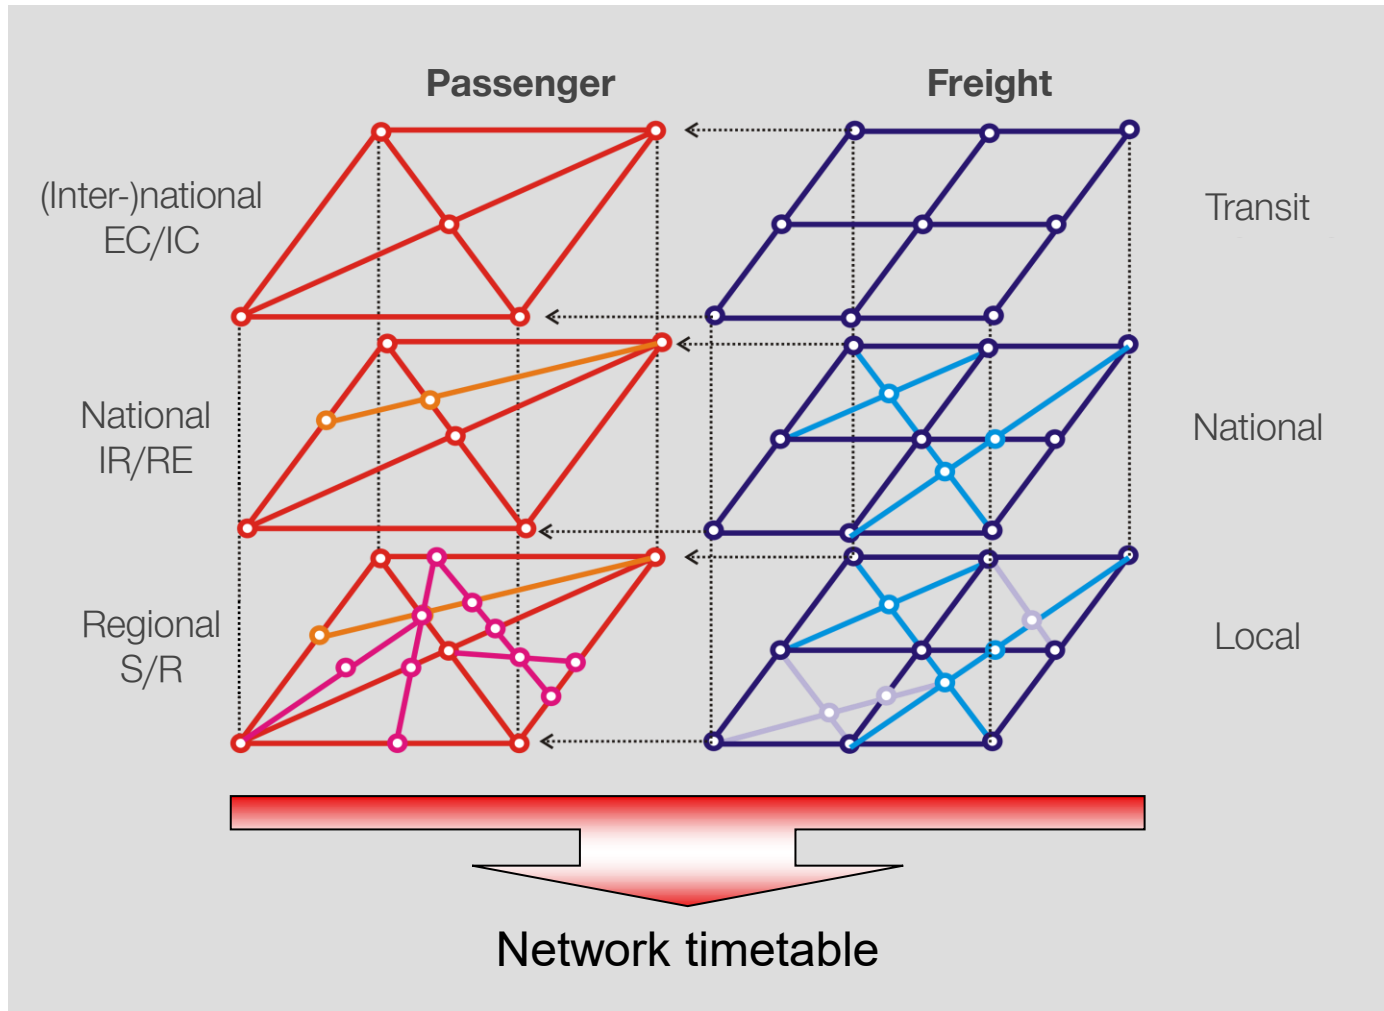 Passenger
Freight
(Inter-)national
EC/IC
Transit
National
IR/RE
National
Regional
S/R
Local
Network timetable